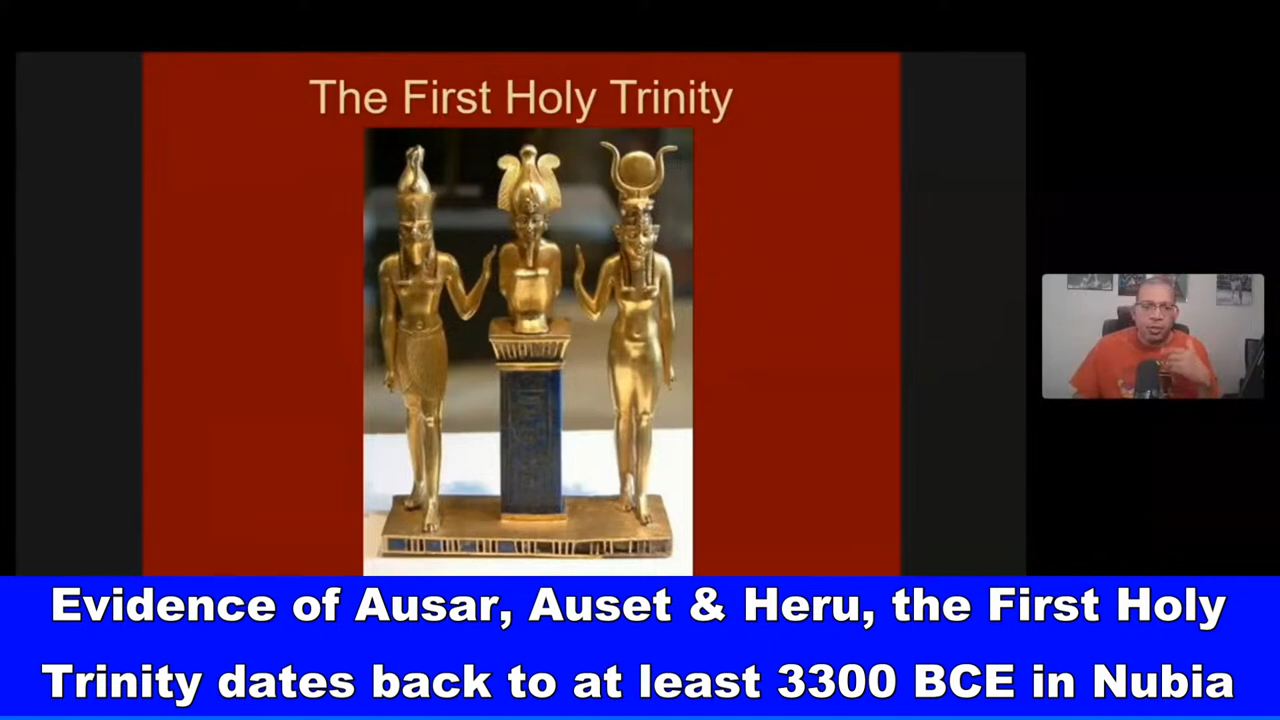 The First Holy Trinity
Evidence of Ausar, Auset & Heru, the First Holy
Trinity dates back to at least 3300 BCE in Nubia